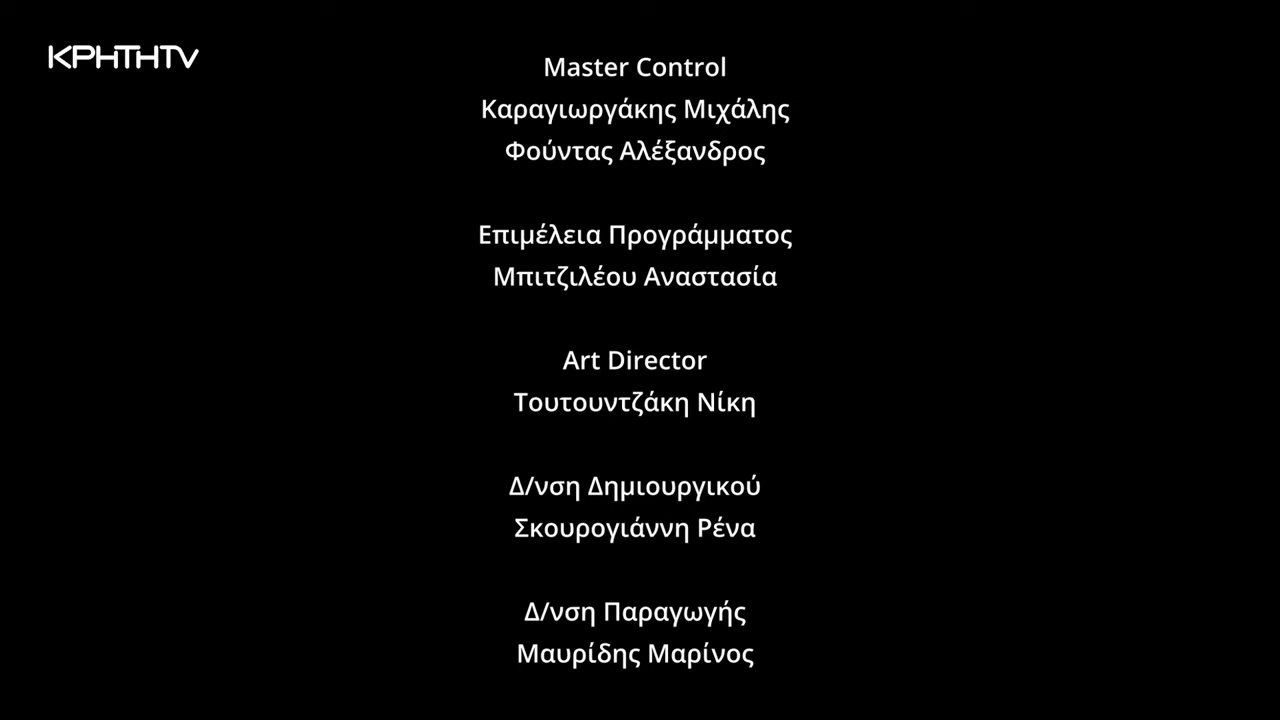 ΚΡΗΤΗTV
Master Control
Καραγιωργάκης Μιχάλης
Φούντας Αλέξανδρος
Επιμέλεια Προγράμματος
Μπιτζιλέου Αναστασία
Art Director
Τουτουντζάκη Νίκη
Δ/νση Δημιουργικού
Σκουρογιάννη Ρένα
Δ/νση Παραγωγής
Μαυρίδης Μαρίνος